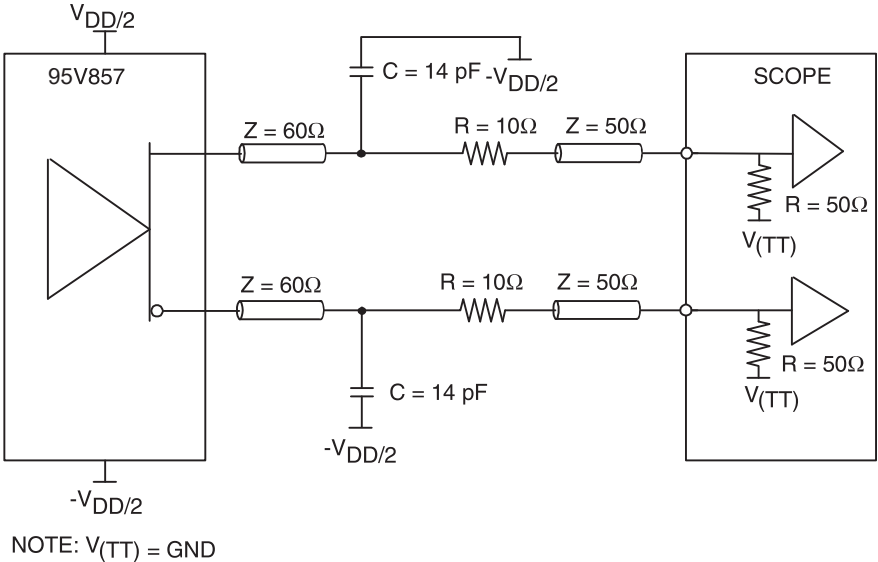 VDD/2
95V857
C = 14 pF
-VDD/2
SCOPE
Z = 60Ω
R = 10Ω
Z = 50Ω
R = 50Ω
V(TT)
Z = 60Ω
R = 10Ω
Z = 50Ω
R = 50Ω
V(TT)
C = 14 pF
-VDD/2
-VDD/2
NOTE: V(TT) = GND